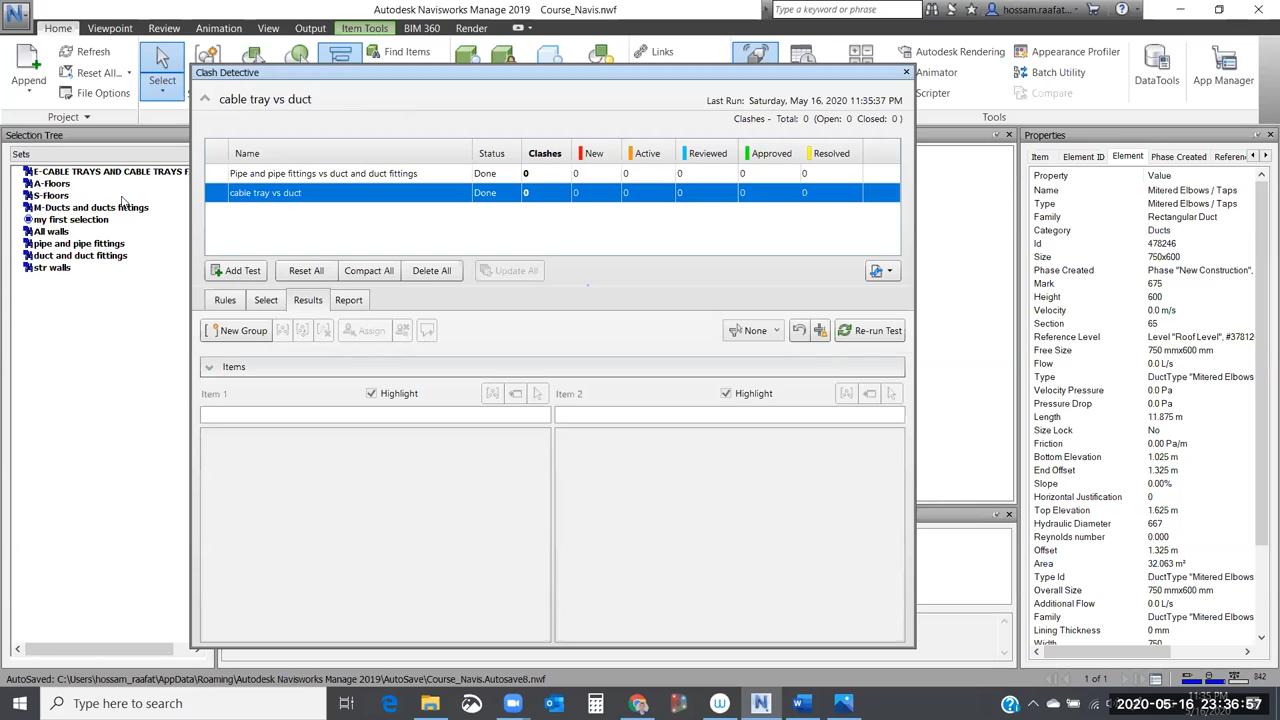 Autodesk Navisworks Manage 2019 Course_Navis.nwf
Type a keyword or phrase
hossam.raafat...
Home Viewpoint Review Animation View Output Item Tools BIM 360 Render
Append
Refresh
Reset All...
File Options
Project
Select
Find Items
Links
Autodesk Rendering
Animator
Scripter
Appearance Profiler
Batch Utility
Compare
DataTools
App Manager
Tools
Selection Tree
Sets
E-CABLE TRAYS AND CABLE TRAYS F
A-Floors
S-Floors
M-Ducts and ducts fittings
my first selection
All walls
pipe and pipe fittings
duct and duct fittings
str walls
Clash Detective
cable tray vs duct
Last Run: Saturday, May 16, 2020 11:35:37 PM
Clashes - Total: 0 (Open: 0 Closed: 0 )
Name Status Clashes New Active Reviewed Approved Resolved
Pipe and pipe fittings vs duct and duct fittings Done 0 0 0 0 0 0
cable tray vs duct Done 0 0 0 0 0 0
Add Test Reset All Compact All Delete All Update All
Rules Select Results Report
New Group Assign None Re-run Test
Items
Item 1 Highlight Item 2 Highlight
Properties
Item Element ID Element Phase Created Referen
Property Value
Name Mitered Elbows / Taps
Type Mitered Elbows / Taps
Family Rectangular Duct
Category Ducts
Id 478246
Size 750x600
Phase Created Phase "New Construction",
Mark 675
Height 600
Velocity 0.0 m/s
Section 65
Reference Level Level "Roof Level", #37812
Free Size 750 mmx600 mm
Flow 0.0 L/s
Type DuctType "Mitered Elbows
Velocity Pressure 0.0 Pa
Pressure Drop 0.0 Pa
Length 11.875 m
Size Lock No
Friction 0.00 Pa/m
Bottom Elevation 1.025 m
End Offset 1.325 m
Slope 0.00%
Horizontal Justification 0
Top Elevation 1.625 m
Hydraulic Diameter 667
Reynolds number 0.000
Offset 1.325 m
Area 32.063 m²
Type Id DuctType "Mitered Elbows
Overall Size 750 mmx600 mm
Additional Flow 0.0 L/s
Family DuctType "Mitered Elbows
Lining Thickness 0 mm
Width 750
AutoSaved: C:\Users\hossam_raafat\AppData\Roaming\Autodesk Navisworks Manage 2019\AutoSave\Course_Navis.Autosave8.nwf
1 of 1
842
Type here to search
11:35 PM
2020-05-16 23:36:57